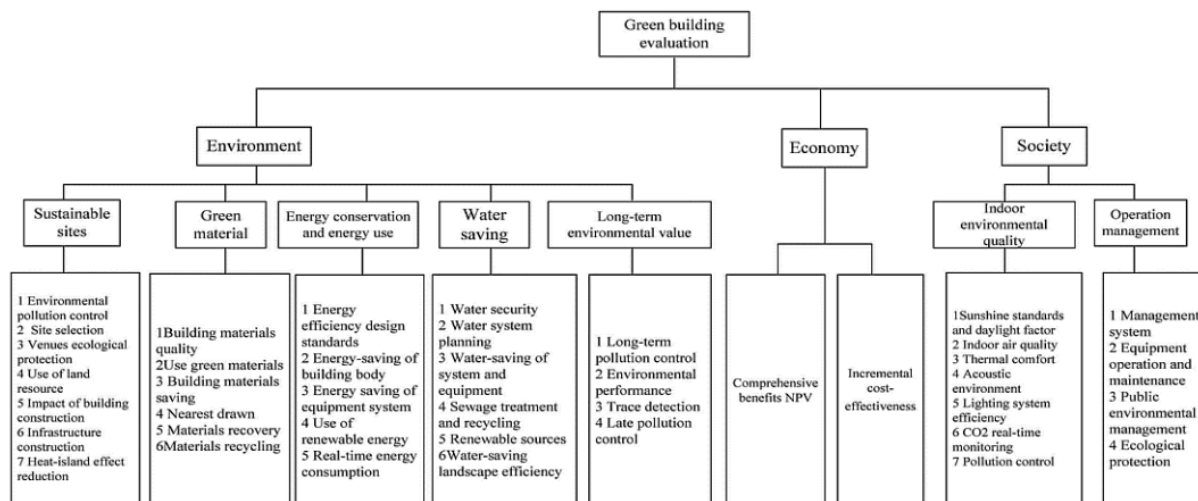 Green building
evaluation
Environment
Economy
Society
Sustainable
sites
Green
material
Energy conservation
and energy use
Water
saving
Long-term
environmental value
Indoor
environmental
quality
Operation
management
1 Environmental
pollution control
2 Site selection
3 Venues ecological
protection
4 Use of land
resource
5 Impact of building
construction
6 Infrastructure
construction
7 Heat-island effect
reduction
1Building materials
quality
2Use green materials
3 Building materials
saving
4 Nearest drawn
5 Materials recovery
6Materials recycling
1 Energy
efficiency design
standards
2 Energy-saving of
building body
3 Energy saving of
equipment system
4 Use of
renewable energy
5 Real-time energy
consumption
1 Water security
2 Water system
planning
3 Water-saving of
system and
equipment
4 Sewage treatment
and recycling
5 Renewable sources
6Water-saving
landscape efficiency
1 Long-term
pollution control
2 Environmental
performance
3 Trace detection
4 Late pollution
control
Comprehensive
benefits NPV
Incremental
cost-
effectiveness
1Sunshine standards
and daylight factor
2 Indoor air quality
3 Thermal comfort
4 Acoustic
environment
5 Lighting system
efficiency
6 CO2 real-time
monitoring
7 Pollution control
1 Management
system
2 Equipment
operation and
maintenance
3 Public
environmental
management
4 Ecological
protection